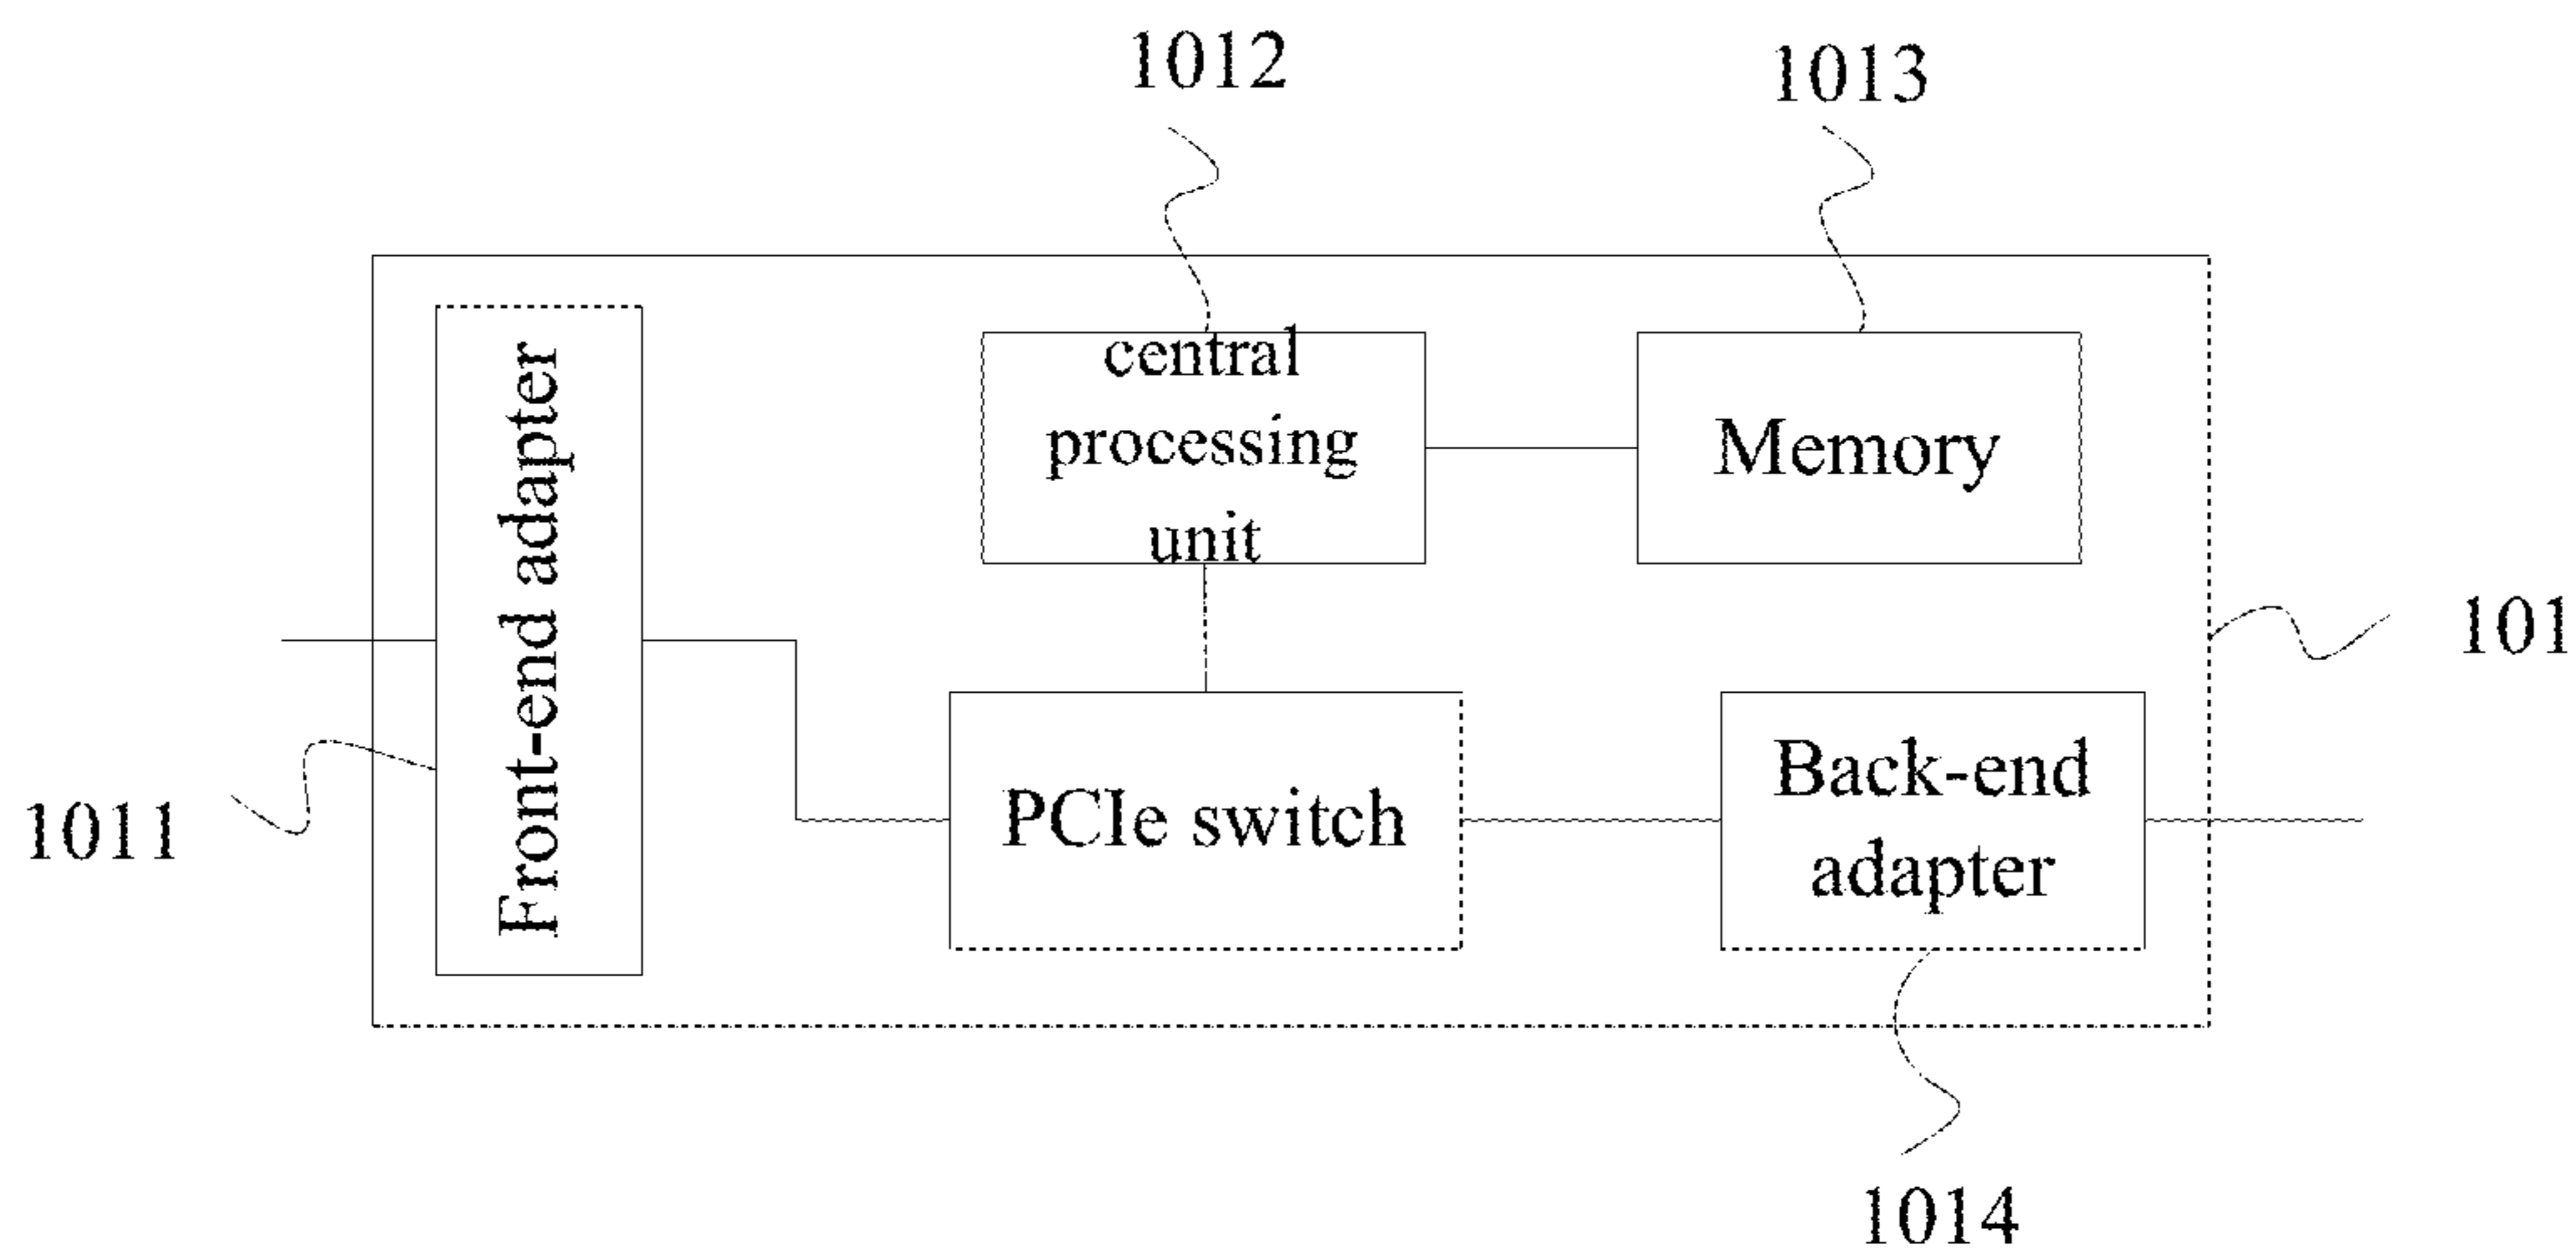 1012
1013
central
processing
unit
Memory
Front-end adapter
101
1011
PCIe switch
Back-end
adapter
1014